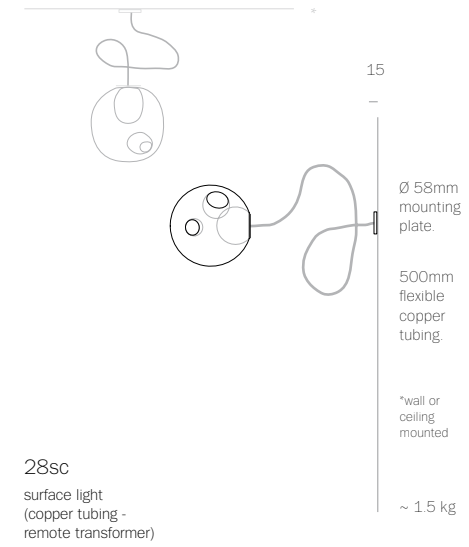 *
15
Ø 58mm
mounting
plate.
500mm
flexible
copper
tubing.
*wall or
ceiling
mounted
28sc
surface light
(copper tubing -
remote transformer)
~ 1.5 kg